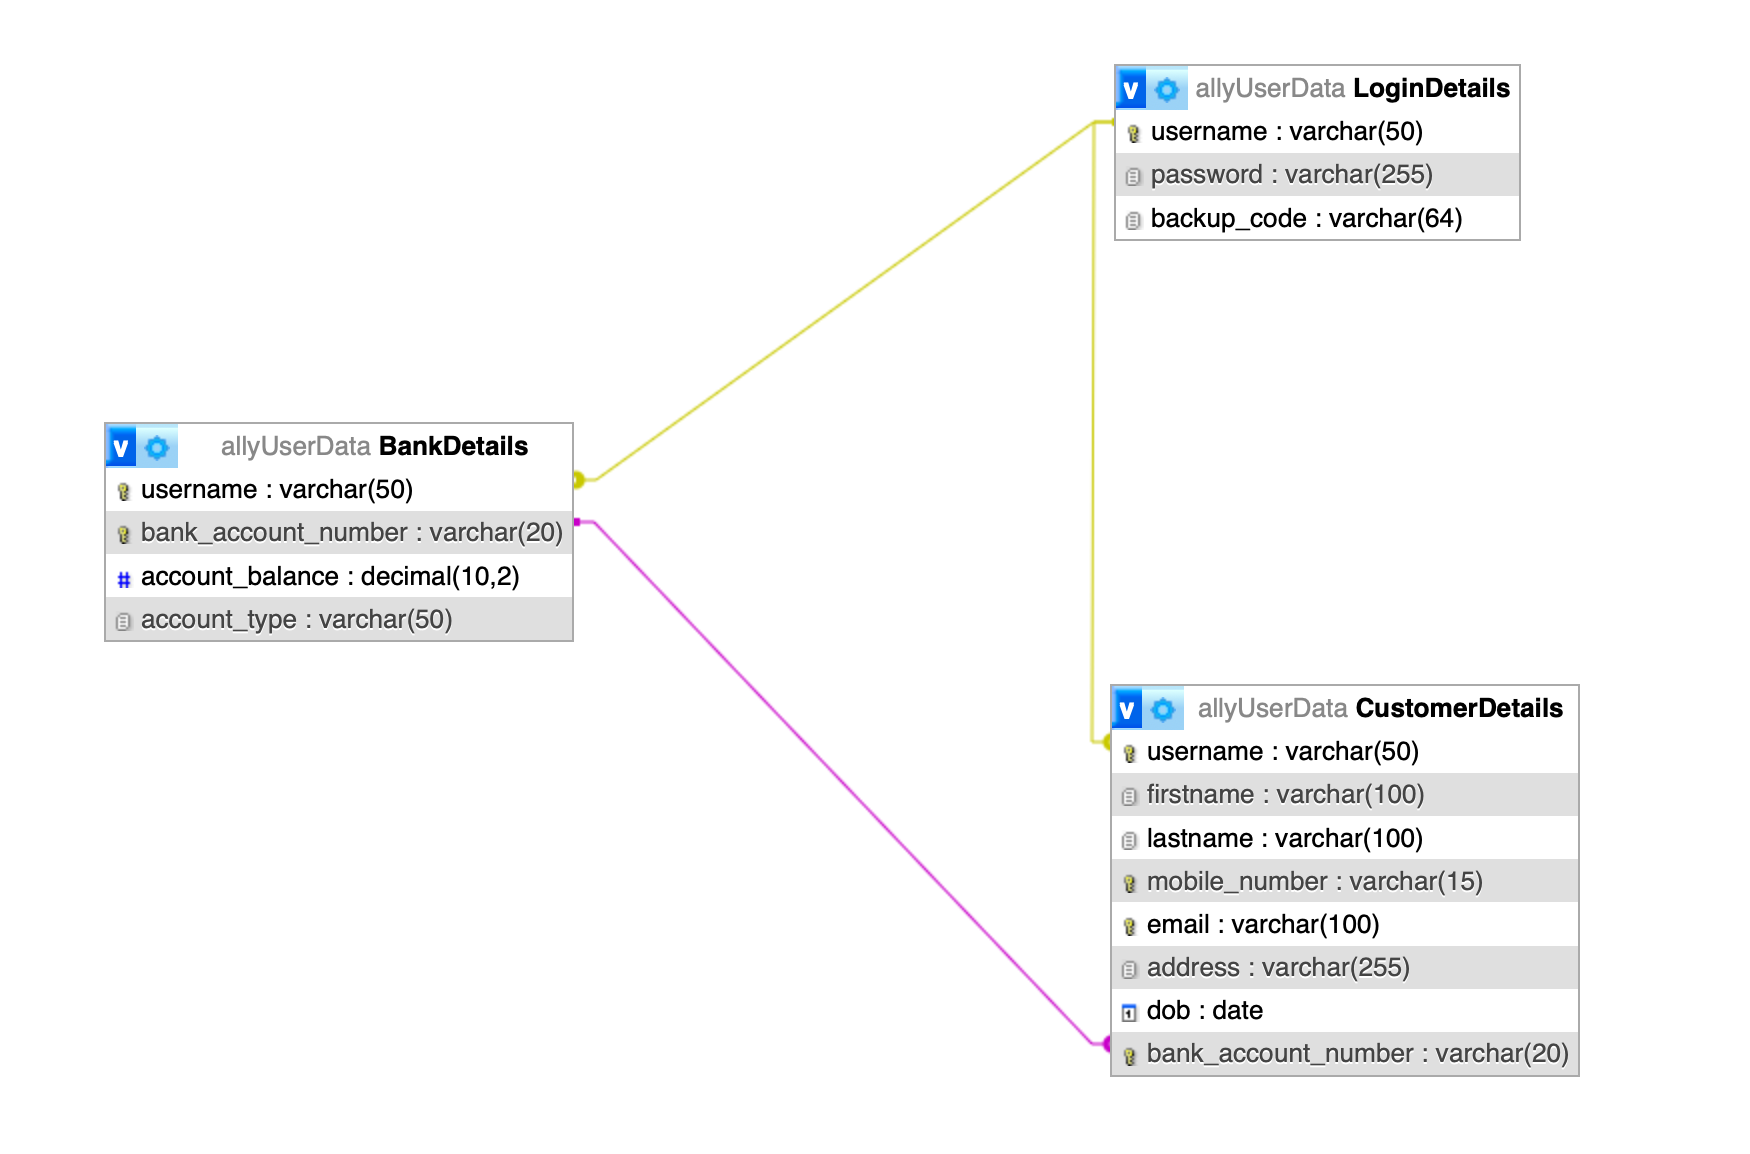 v allyUserData LoginDetails
username : varchar(50)
password : varchar(255)
backup_code : varchar(64)
v allyUserData BankDetails
username : varchar(50)
bank_account_number : varchar(20)
# account_balance : decimal(10,2)
account_type : varchar(50)
v allyUserData CustomerDetails
username : varchar(50)
firstname : varchar(100)
lastname : varchar(100)
mobile_number : varchar(15)
email : varchar(100)
address : varchar(255)
1 dob : date
bank_account_number : varchar(20)